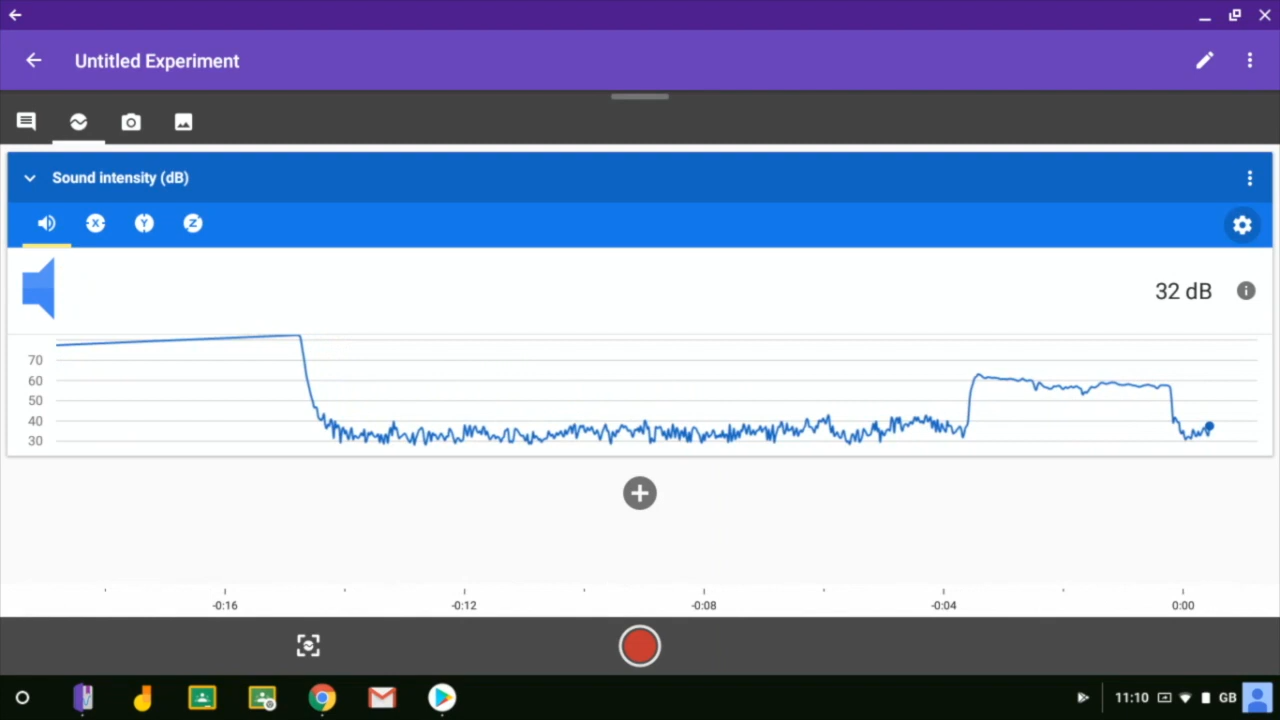 Untitled Experiment
Sound intensity (dB)
X Y Z
32 dB
70
60
50
40
30
-0:16 -0:12 -0:08 -0:04 0:00
11:10 GB